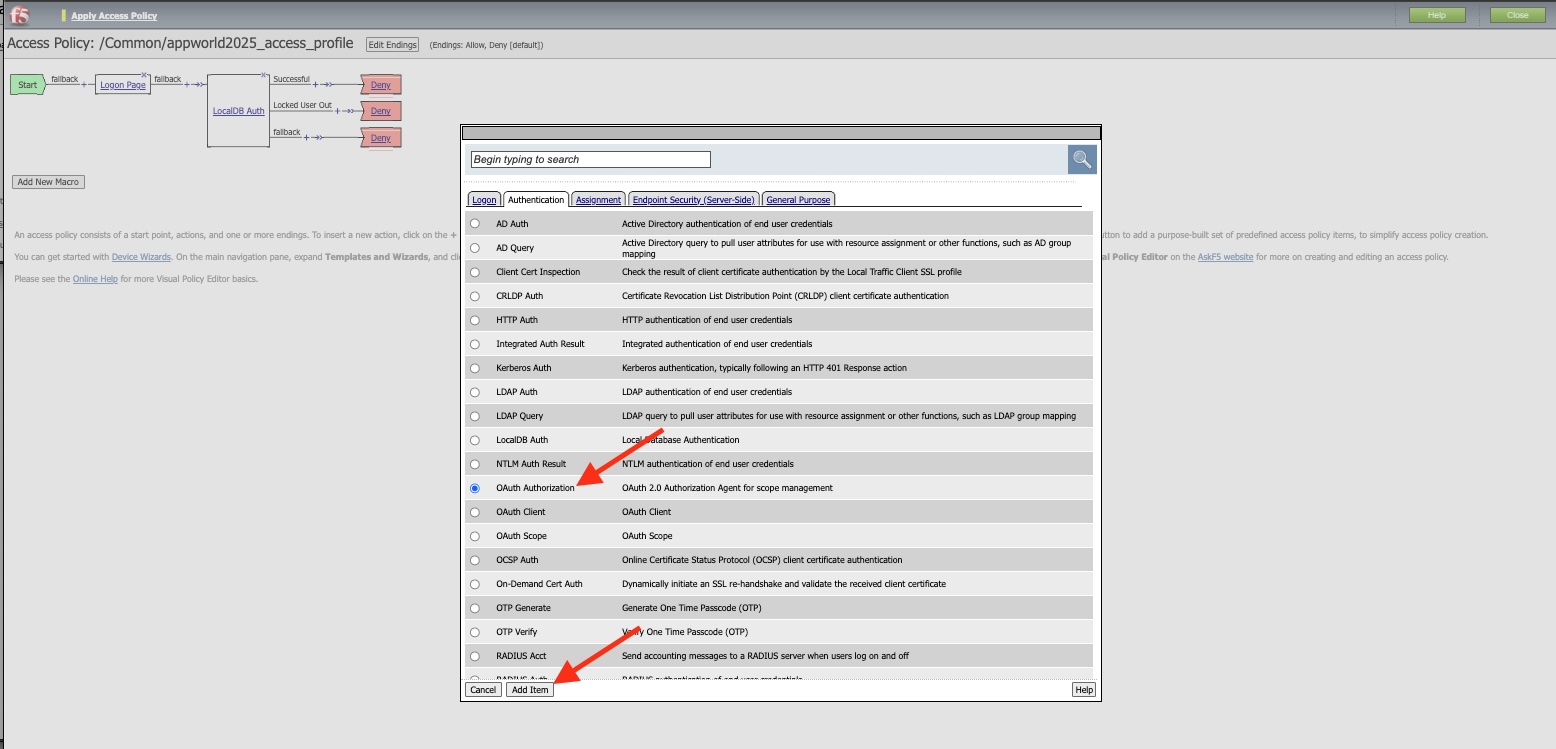 f5
Apply Access Policy
Help
Close
Access Policy: /Common/appworld2025_access_profile
Edit Endings
(Endings: Allow, Deny [default])
Start
fallback
+
Logon Page
x
fallback
+
LocalDB Auth
x
Successful
+
Deny
Locked User Out
+
Deny
fallback
+
Deny
Add New Macro
An access policy consists of a start point, actions, and one or more endings. To insert a new action, click on the +
utton to add a purpose-built set of predefined access policy items, to simplify access policy creation.
You can get started with Device Wizards. On the main navigation pane, expand Templates and Wizards, and cli
al Policy Editor on the AskF5 website for more on creating and editing an access policy.
Please see the Online Help for more Visual Policy Editor basics.
Begin typing to search
Logon
Authentication
Assignment
Endpoint Security (Server-Side)
General Purpose
AD Auth Active Directory authentication of end user credentials
AD Query Active Directory query to pull user attributes for use with resource assignment or other functions, such as AD group
mapping
Client Cert Inspection Check the result of client certificate authentication by the Local Traffic Client SSL profile
CRLDP Auth Certificate Revocation List Distribution Point (CRLDP) client certificate authentication
HTTP Auth HTTP authentication of end user credentials
Integrated Auth Result Integrated authentication of end user credentials
Kerberos Auth Kerberos authentication, typically following an HTTP 401 Response action
LDAP Auth LDAP authentication of end user credentials
LDAP Query LDAP query to pull user attributes for use with resource assignment or other functions, such as LDAP group mapping
LocalDB Auth Local Database Authentication
NTLM Auth Result NTLM authentication of end user credentials
OAuth Authorization OAuth 2.0 Authorization Agent for scope management
OAuth Client OAuth Client
OAuth Scope OAuth Scope
OCSP Auth Online Certificate Status Protocol (OCSP) client certificate authentication
On-Demand Cert Auth Dynamically initiate an SSL re-handshake and validate the received client certificate
OTP Generate Generate One Time Passcode (OTP)
OTP Verify Verify One Time Passcode (OTP)
RADIUS Acct Send accounting messages to a RADIUS server when users log on and off
RADIUS Auth RADIUS authentication of end user credentials
Cancel
Add Item
Help